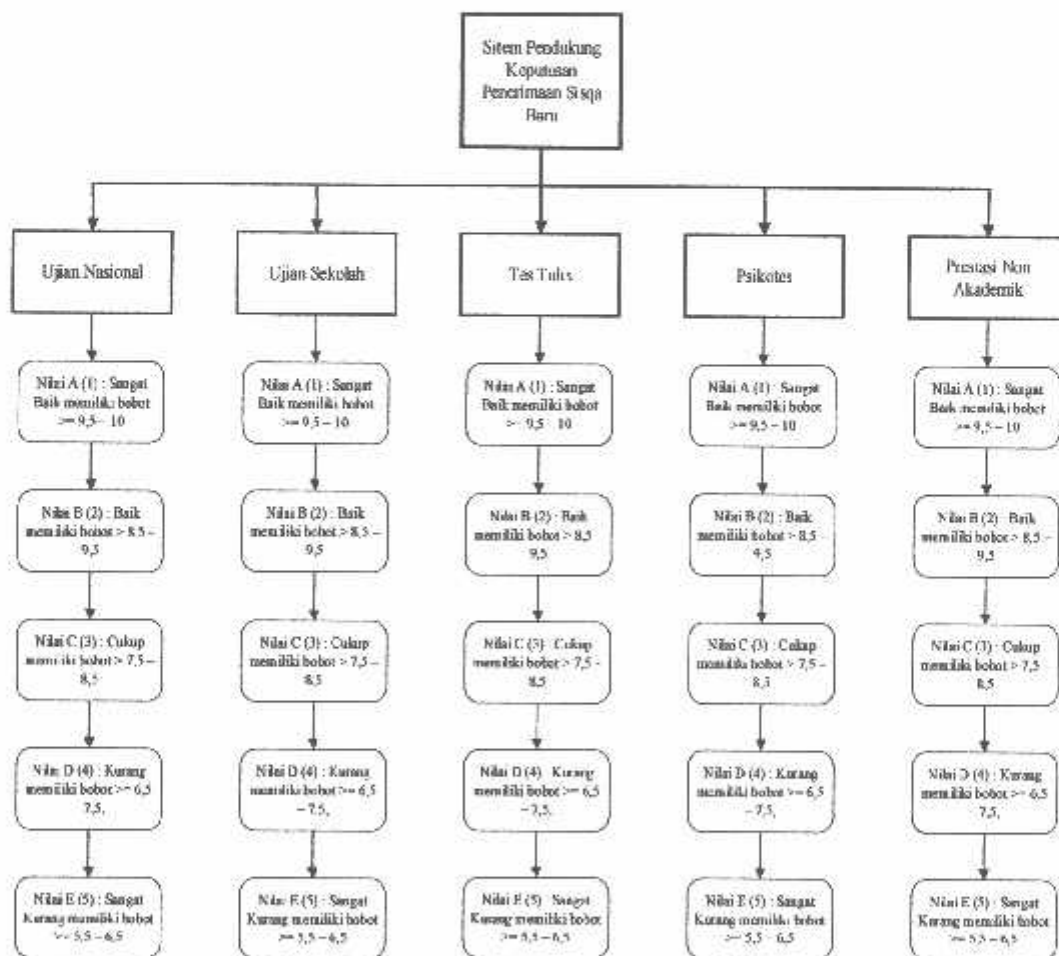 Sitem Pendukung
Koputusan
Penerimaan Sisqa
Baru
Ujian Nasional
Ujian Sekolah
Tes Tulis
Psikotes
Prestasi Non
Akademik
Nilai A (1) : Sangat
Baik memiliki bobot
>= 9,5 – 10
Nilai A (1) : Sangat
Baik memiliki bobot
>= 9,5 – 10
Nilai A (1) : Sangat
Baik memiliki bobot
>= 9,5 – 10
Nilai A (1) : Sangat
Baik memiliki bobot
>= 9,5 – 10
Nilai A (1) : Sangat
Baik memiliki bobot
>= 9,5 – 10
Nilai B (2) : Baik
memiliki bobot > 8,5 –
9,5
Nilai B (2) : Baik
memiliki bobot > 8,5 –
9,5
Nilai B (2) : Baik
memiliki bobot > 8,5
9,5
Nilai B (2) : Baik
memiliki bobot > 8,5 –
9,5
Nilai B (2) : Baik
memiliki bobot > 8,5 –
9,5
Nilai C (3) : Cukup
memiliki bobot > 7,5 –
8,5
Nilai C (3) : Cukup
memiliki bobot > 7,5 –
8,5
Nilai C (3) : Cukup
memiliki bobot > 7,5 –
8,5
Nilai C (3) : Cukup
memiliki bobot > 7,5 –
8,5
Nilai C (3) : Cukup
memiliki bobot > 7,5
8,5
Nilai D (4) : Kurang
memiliki bobot >= 6,5
7,5,
Nilai D (4) : Kurang
memiliki bobot >= 6,5
– 7,5,
Nilai D (4) Kurang
memiliki bobot >= 6,5
– 7,5,
Nilai D (4) : Kurang
memiliki bobot >= 6,5
– 7,5,
Nilai D (4) : Kurang
memiliki bobot >= 6,5
7,5,
Nilai E (5) : Sangat
Kurang memiliki bobot
>= 5,5 – 6,5
Nilai E (5) : Sangat
Kurang memiliki bobot
>= 5,5 – 6,5
Nilai E (5) Sangat
Kurang memiliki bobot
>= 5,5 – 6,5
Nilai E (5) : Sangat
Kurang memiliki bobot
>= 5,5 – 6,5
Nilai E (5) : Sangat
Kurang memiliki bobot
>= 5,5 – 6,5